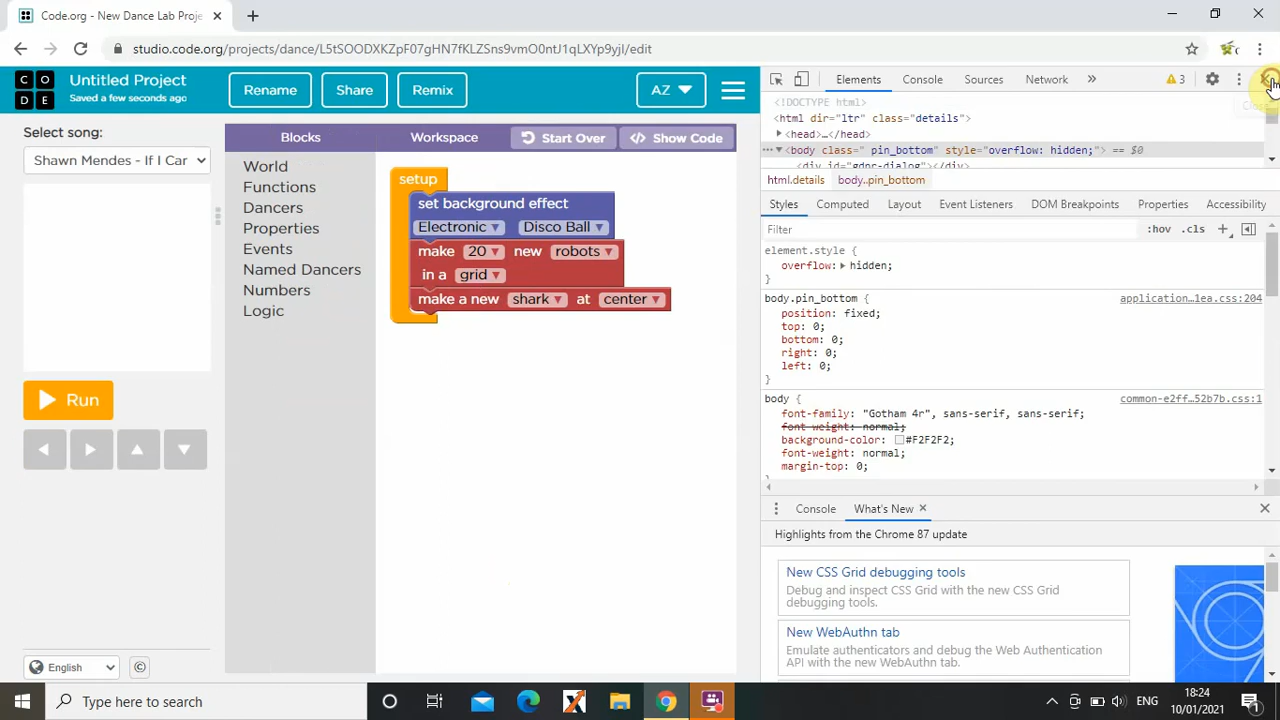 Code.org - New Dance Lab Proje
studio.code.org/projects/dance/L5tSOODXKZpF07gHN7fKLZSns9vmO0ntJ1qLXYp9yjI/edit
C O
D E
Untitled Project
Saved a few seconds ago
Rename
Share
Remix
AZ
Select song:
Shawn Mendes - If I Car
Run
English
©
Blocks
Workspace
Start Over
</> Show Code
World
Functions
Dancers
Properties
Events
Named Dancers
Numbers
Logic
setup
set background effect
Electronic Disco Ball
make 20 new robots
in a grid
make a new shark at center
Elements Console Sources Network » 3
<!DOCTYPE html>
<html dir="ltr" class="details">
<head>…</head>
<body class=" pin_bottom" style="overflow: hidden;"> == $0
<div id="gdpr-dialog"></div>
html.details body..pin_bottom
Styles Computed Layout Event Listeners DOM Breakpoints Properties Accessibility
Filter :hov .cls
element.style {
overflow: hidden;
}
body.pin_bottom { application…1ea.css:204
position: fixed;
top: 0;
bottom: 0;
right: 0;
left: 0;
}
body { common-e2ff…52b7b.css:1
font-family: "Gotham 4r", sans-serif, sans-serif;
font-weight: normal;
background-color: #F2F2F2;
font-weight: normal;
margin-top: 0;
Console What's New
Highlights from the Chrome 87 update
New CSS Grid debugging tools
Debug and inspect CSS Grid with the new CSS Grid
debugging tools.
New WebAuthn tab
Emulate authenticators and debug the Web Authentication
API with the new WebAuthn tab.
Type here to search
ENG
18:24
10/01/2021
1